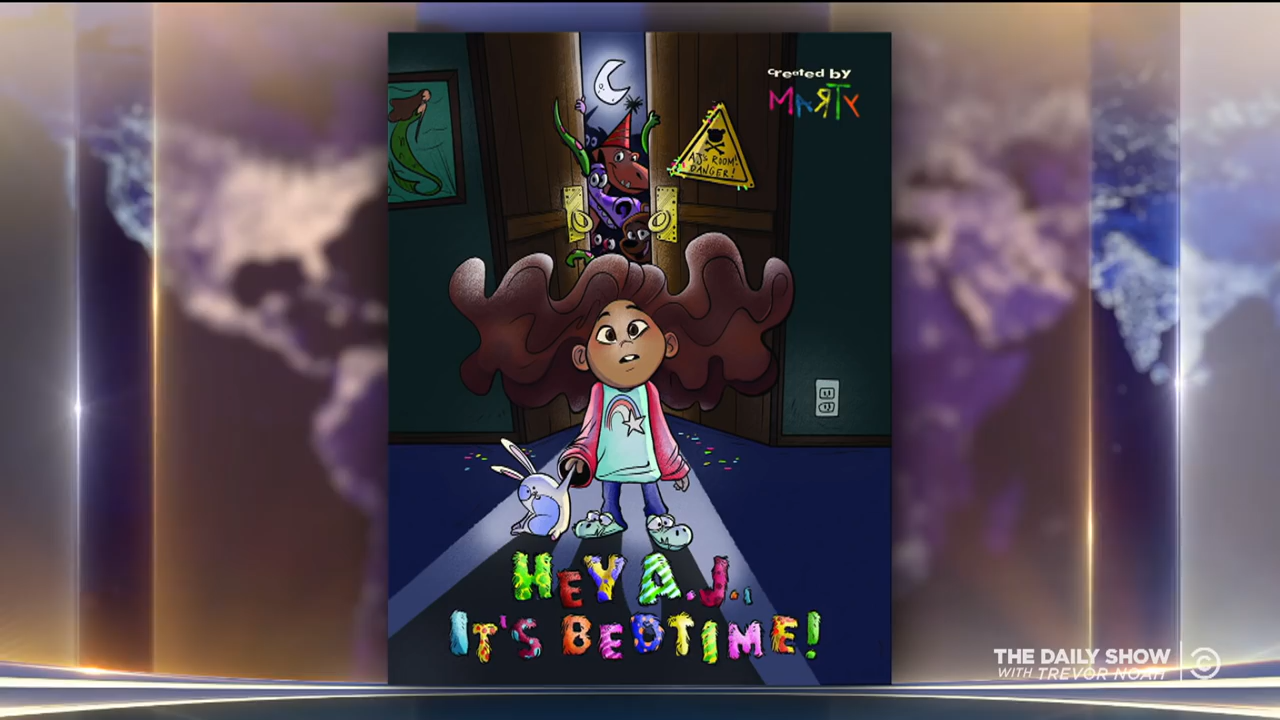 created by
MARTY
AJ'S ROOM!
DANGER!
HEY A.J.,
IT'S BEDTIME!
THE DAILY SHOW
WITH TREVOR NOAH